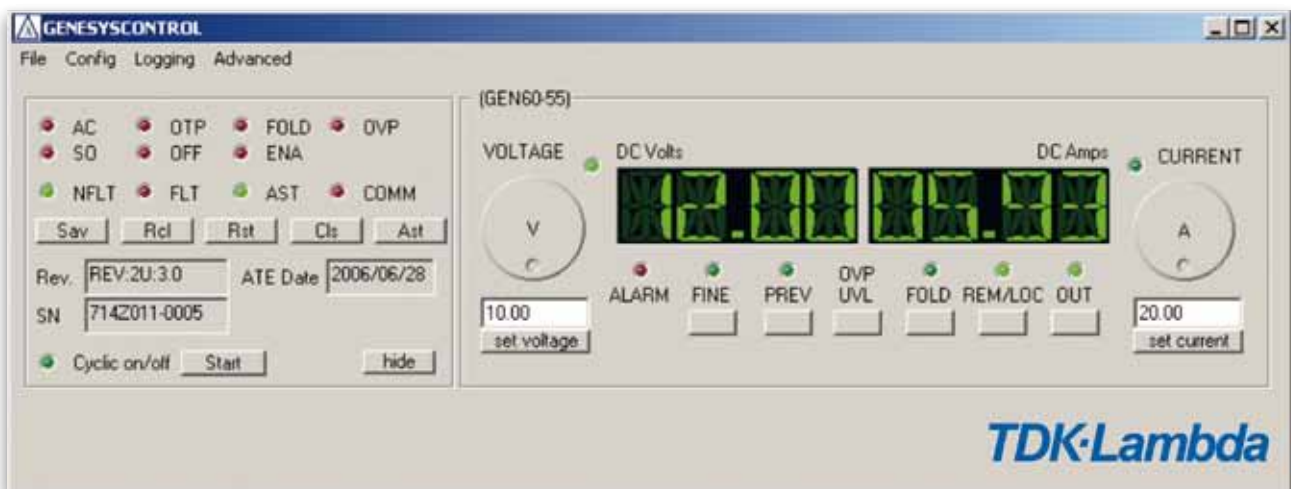 GENESYSCONTROL
File Config Logging Advanced
AC OTP FOLD OVP
SO OFF ENA
NFLT FLT AST COMM
Sav Rcl Rst Cls Ast
Rev. REV:2U:3.0 ATE Date 2006/06/28
SN 714Z011-0005
Cyclic on/off Start hide
(GEN60-55)
VOLTAGE DC Volts DC Amps CURRENT
V A
ALARM FINE PREV OVP UVL FOLD REM/LOC OUT
10.00 20.00
set voltage set current
TDK·Lambda